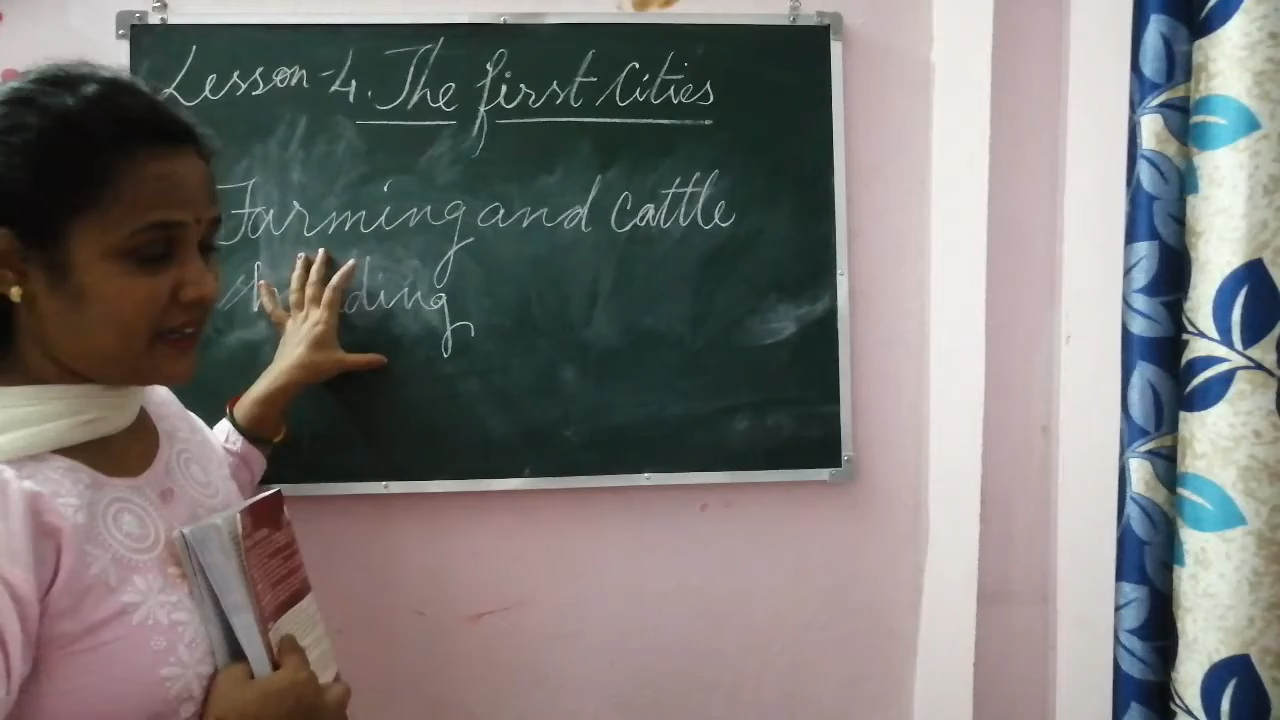 Lesson-4. The first Cities
Farming and cattle